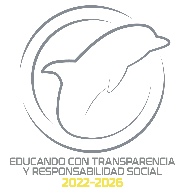 EDUCANDO CON TRANSPARENCIA
Y RESPONSABILIDAD SOCIAL
2022-2026